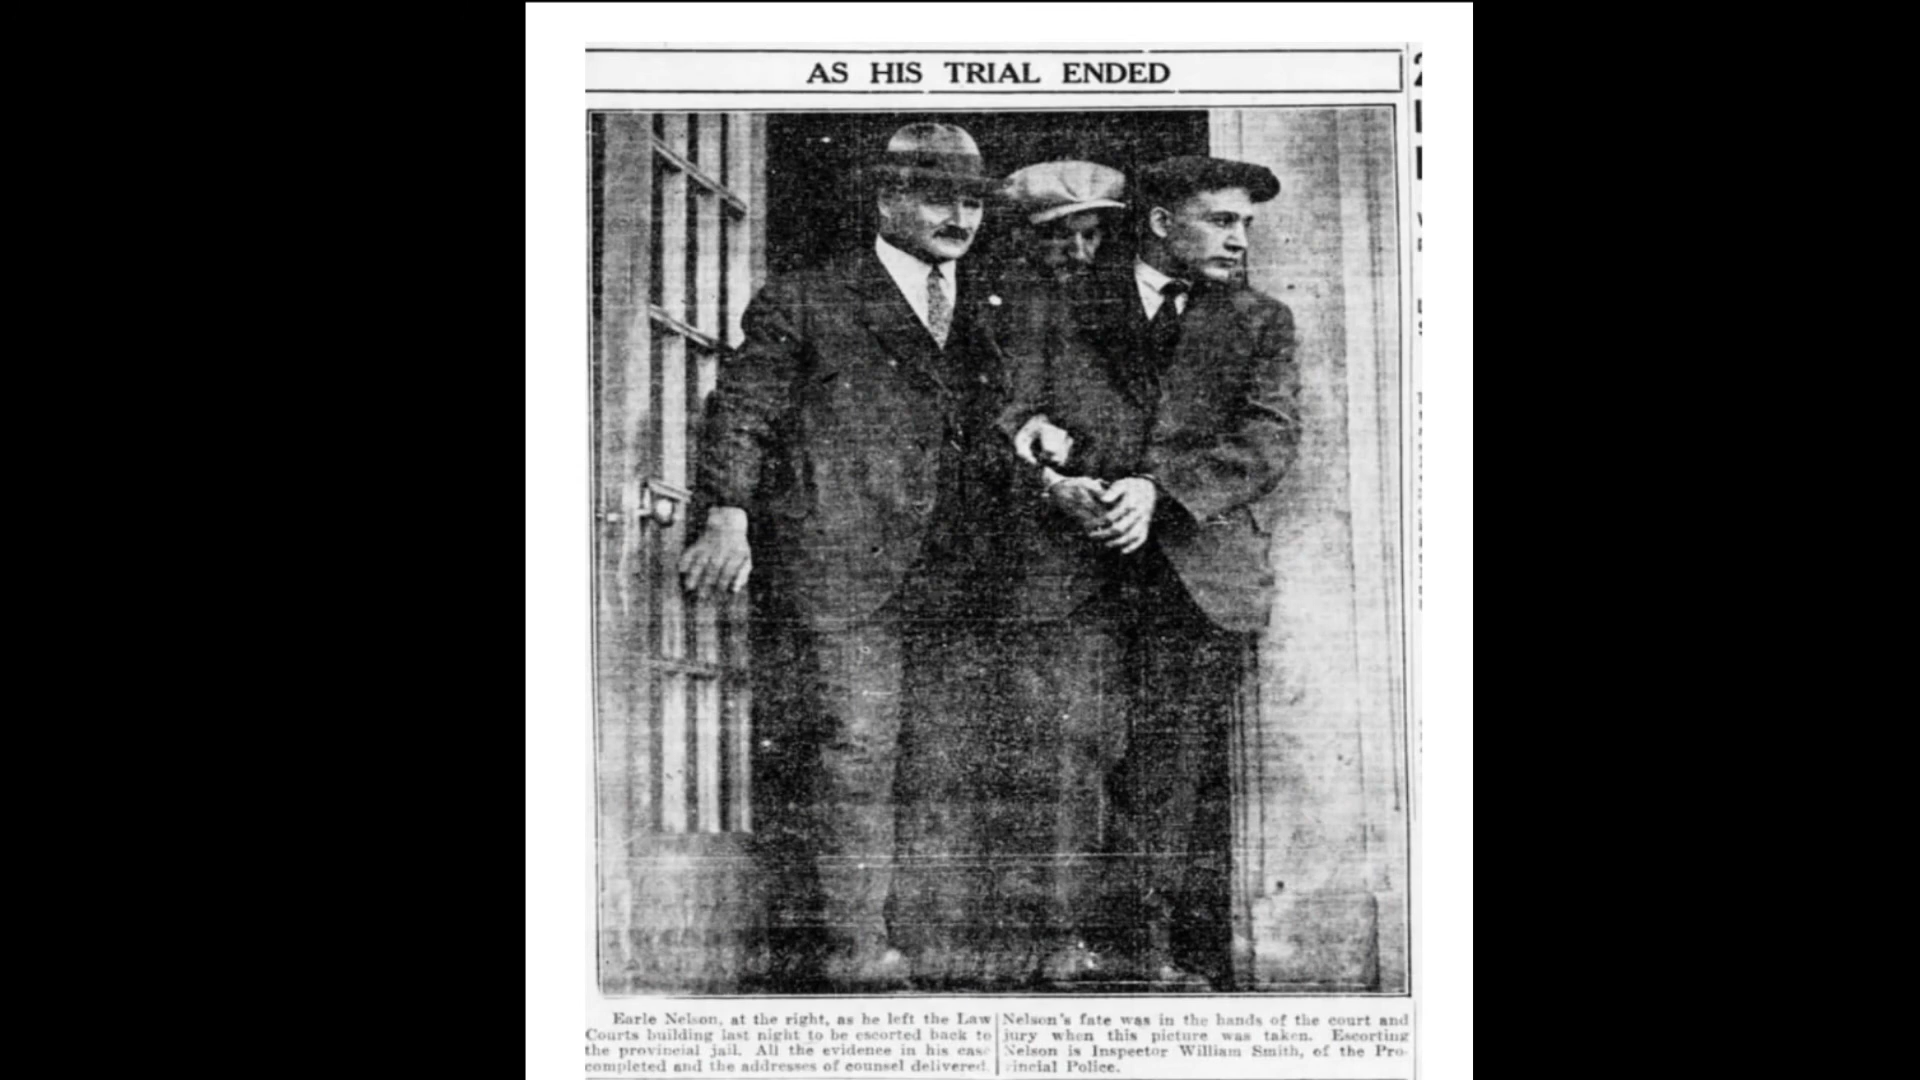 AS HIS TRIAL ENDED
Earle Nelson, at the right, as he left the Law
Courts building last night to be escorted back to
the provincial jail. All the evidence in his case
completed and the addresses of counsel delivered.
Nelson's fate was in the hands of the court and
jury when this picture was taken. Escorting
Nelson is Inspector William Smith, of the Pro-
vincial Police.